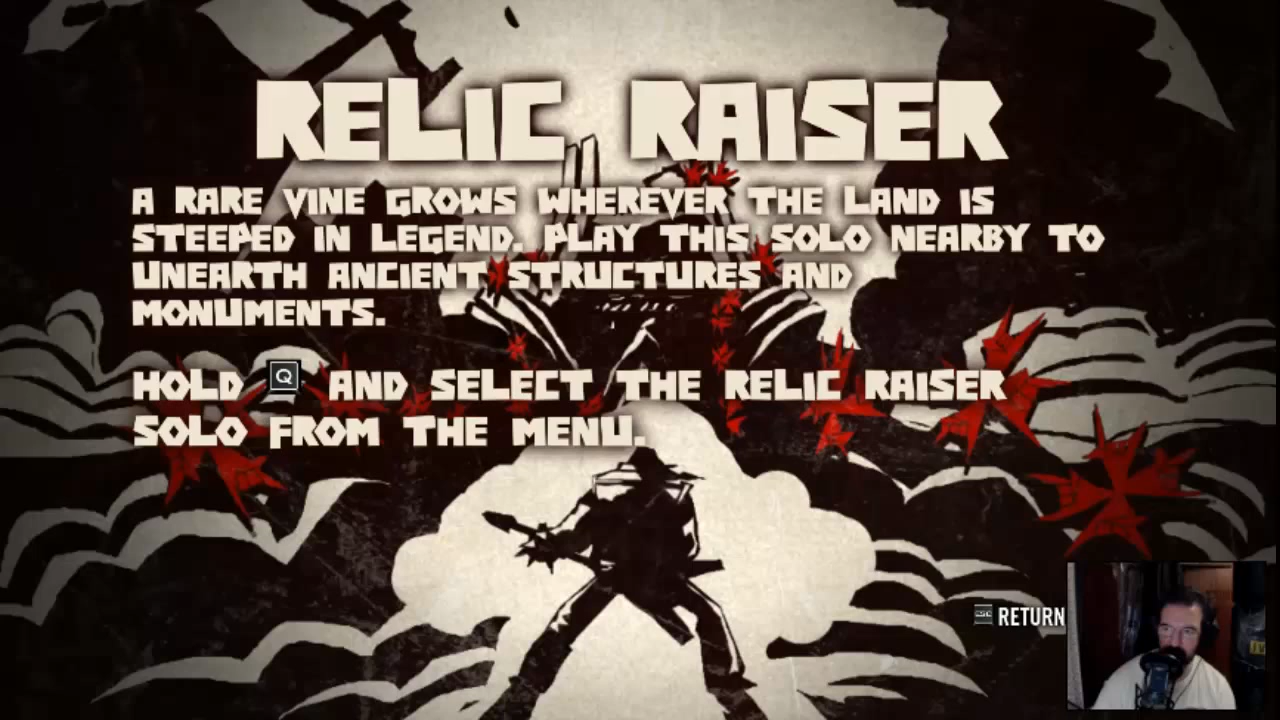 RELIC RAISER
A RARE VINE GROWS WHEREVER THE LAND IS
STEEPED IN LEGEND. PLAY THIS SOLO NEARBY TO
UNEARTH ANCIENT STRUCTURES AND
MONUMENTS.
HOLD Q AND SELECT THE RELIC RAISER
SOLO FROM THE MENU.
RETURN